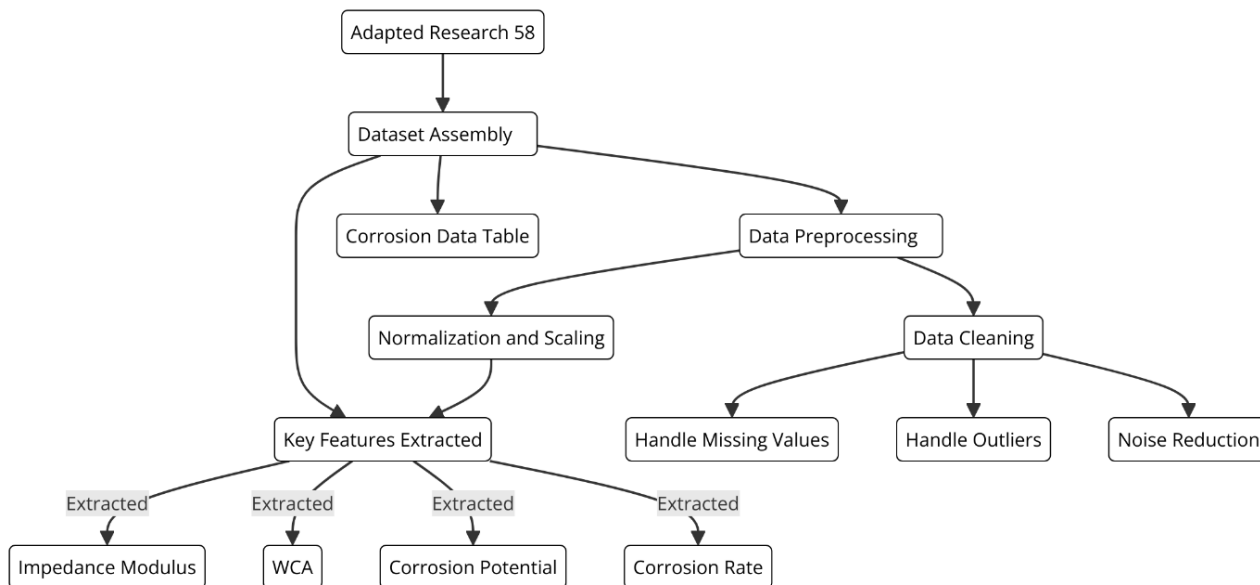 Adapted Research 58
Dataset Assembly
Corrosion Data Table
Data Preprocessing
Normalization and Scaling
Data Cleaning
Key Features Extracted
Handle Missing Values
Handle Outliers
Noise Reduction
Extracted
Extracted
Extracted
Extracted
Impedance Modulus
WCA
Corrosion Potential
Corrosion Rate